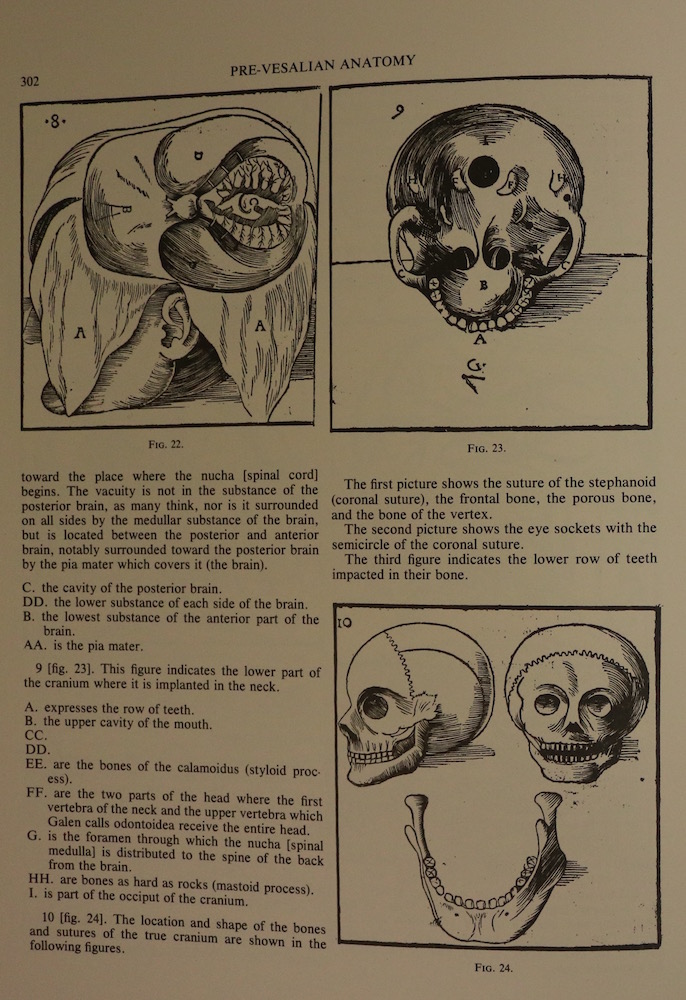 302
PRE-VESALIAN ANATOMY
·8·
D
B
A
A
FIG. 22.
9
B
A
G
FIG. 23.
toward the place where the nucha [spinal cord]
begins. The vacuity is not in the substance of the
posterior brain, as many think, nor is it surrounded
on all sides by the medullar substance of the brain,
but is located between the posterior and anterior
brain, notably surrounded toward the posterior brain
by the pia mater which covers it (the brain).
C. the cavity of the posterior brain.
DD. the lower substance of each side of the brain.
B. the lowest substance of the anterior part of the
brain.
AA. is the pia mater.
9 [fig. 23]. This figure indicates the lower part of
the cranium where it is implanted in the neck.
A. expresses the row of teeth.
B. the upper cavity of the mouth.
CC.
DD.
EE. are the bones of the calamoidus (styloid proc-
ess).
FF. are the two parts of the head where the first
vertebra of the neck and the upper vertebra which
Galen calls odontoidea receive the entire head.
G. is the foramen through which the nucha [spinal
medulla] is distributed to the spine of the back
from the brain.
HH. are bones as hard as rocks (mastoid process).
I. is part of the occiput of the cranium.
10 [fig. 24]. The location and shape of the bones
and sutures of the true cranium are shown in the
following figures.
The first picture shows the suture of the stephanoid
(coronal suture), the frontal bone, the porous bone,
and the bone of the vertex.
The second picture shows the eye sockets with the
semicircle of the coronal suture.
The third figure indicates the lower row of teeth
impacted in their bone.
10
FIG. 24.